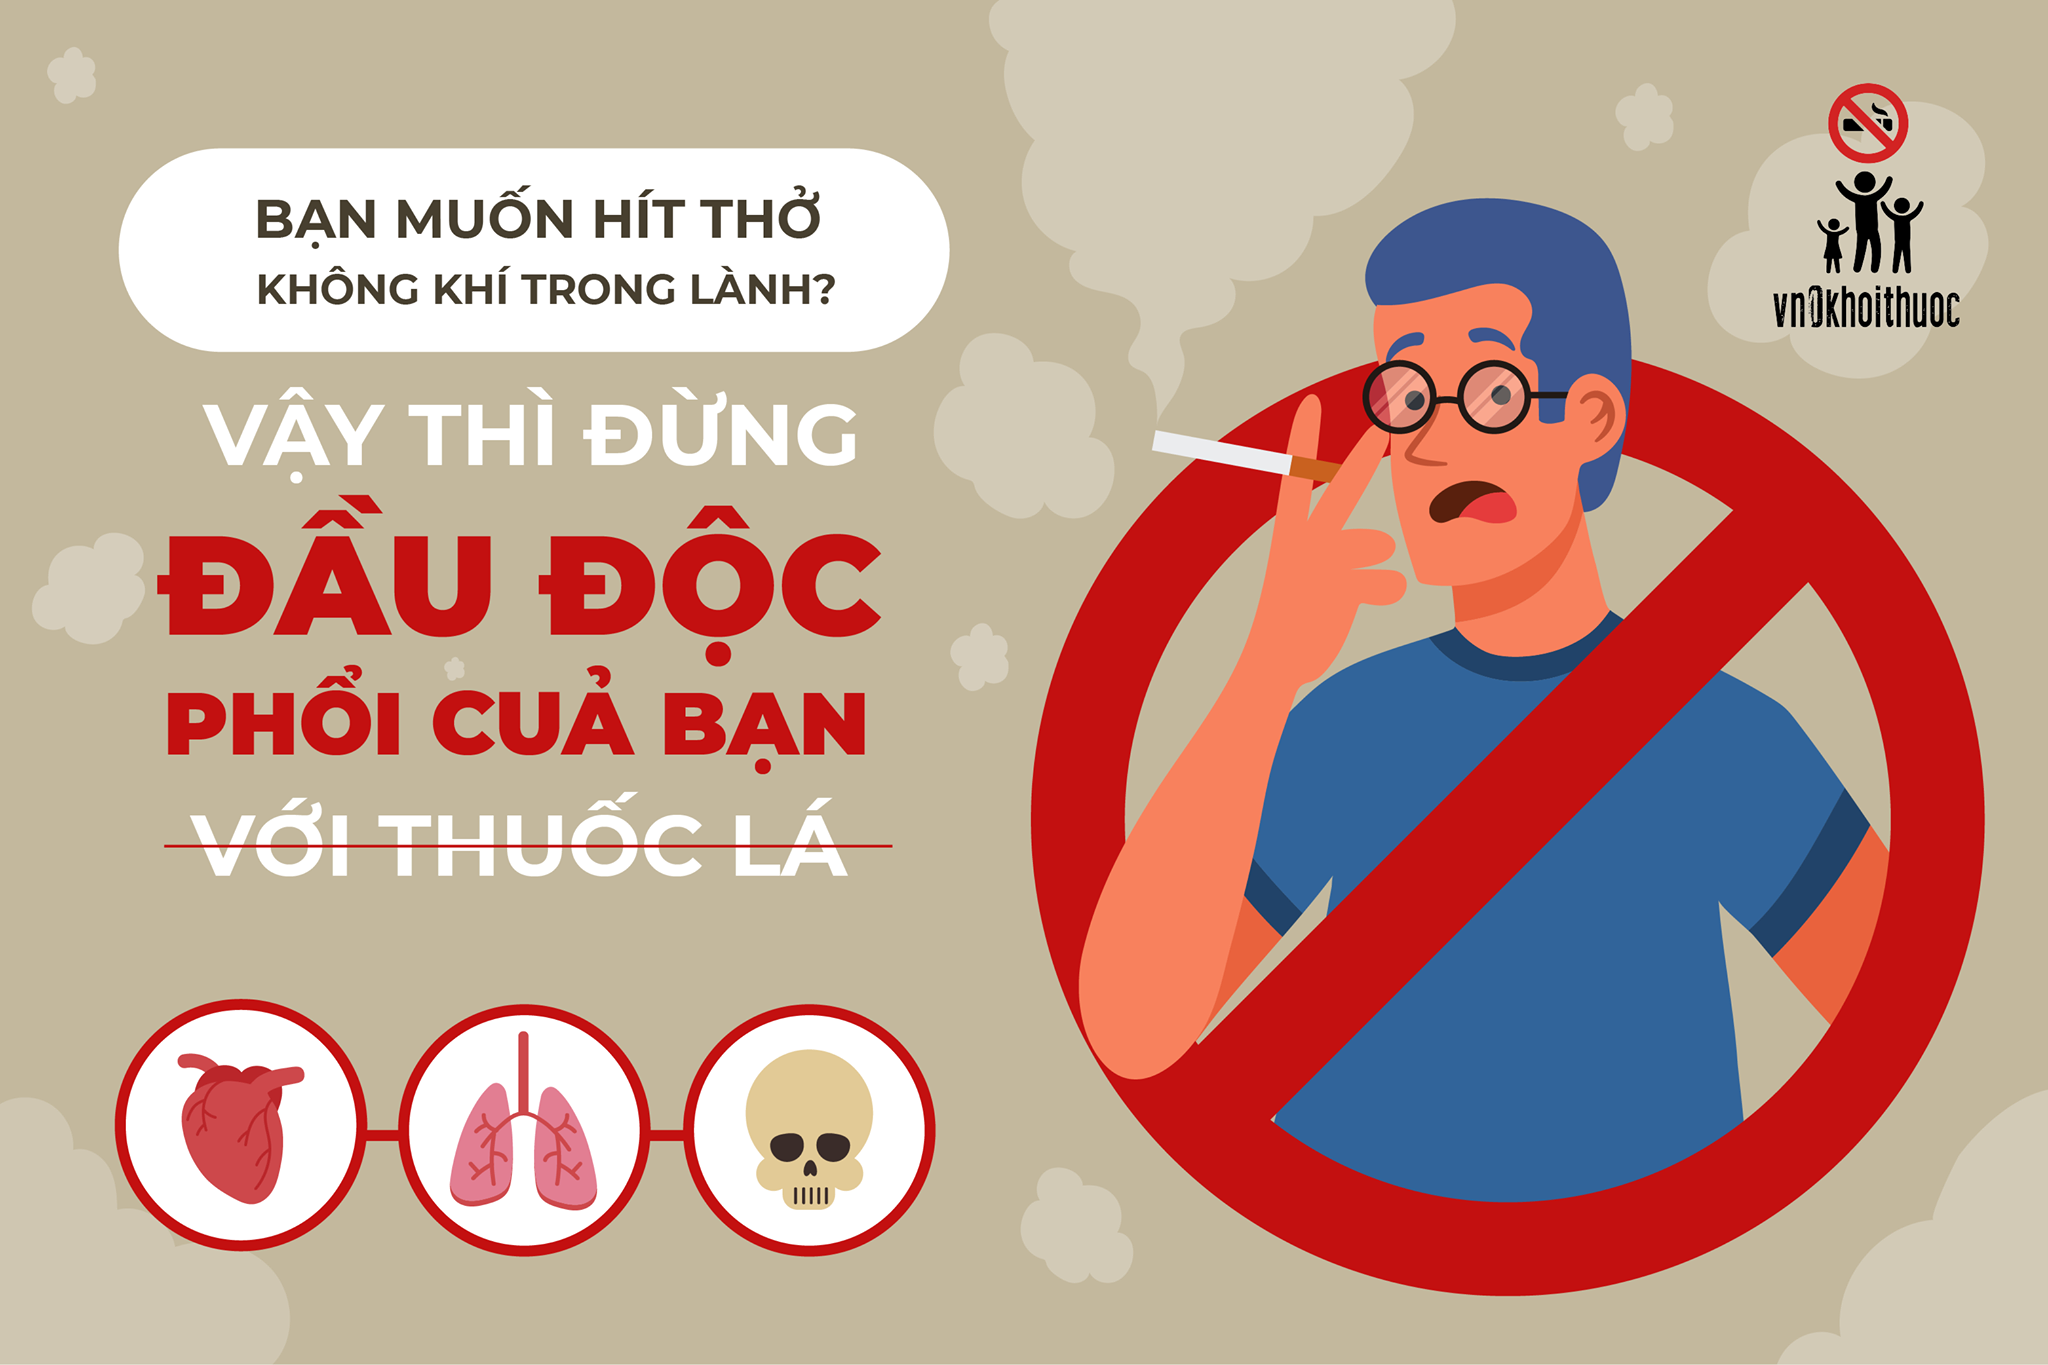 BẠN MUỐN HÍT THỞ
KHÔNG KHÍ TRONG LÀNH?
VẬY THÌ ĐỪNG
ĐẦU ĐỘC
PHỔI CUẢ BẠN
VỚI THUỐC LÁ
vn0khoithuoc